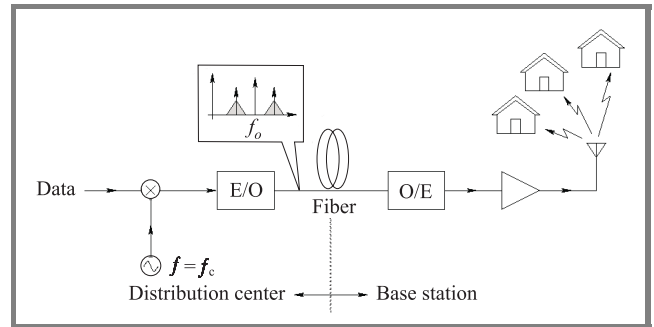 f_o
Data
E/O
Fiber
O/E
f = f_c
Distribution center
Base station